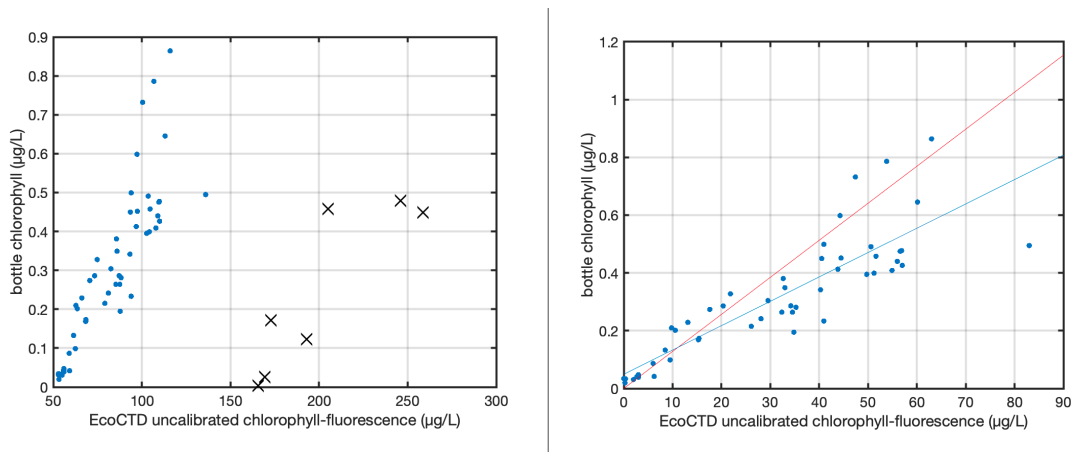 0.9
0.8
0.7
0.6
0.5
0.4
0.3
0.2
0.1
0
bottle chlorophyll (µg/L)
50 100 150 200 250 300
EcoCTD uncalibrated chlorophyll-fluorescence (µg/L)
1.2
1
0.8
0.6
0.4
0.2
0
bottle chlorophyll (µg/L)
0 10 20 30 40 50 60 70 80 90
EcoCTD uncalibrated chlorophyll-fluorescence (µg/L)